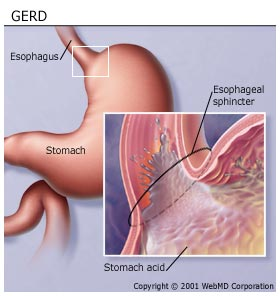 GERD
Esophagus
Esophageal
sphincter
Stomach
Stomach acid
Copyright © 2001 WebMD Corporation